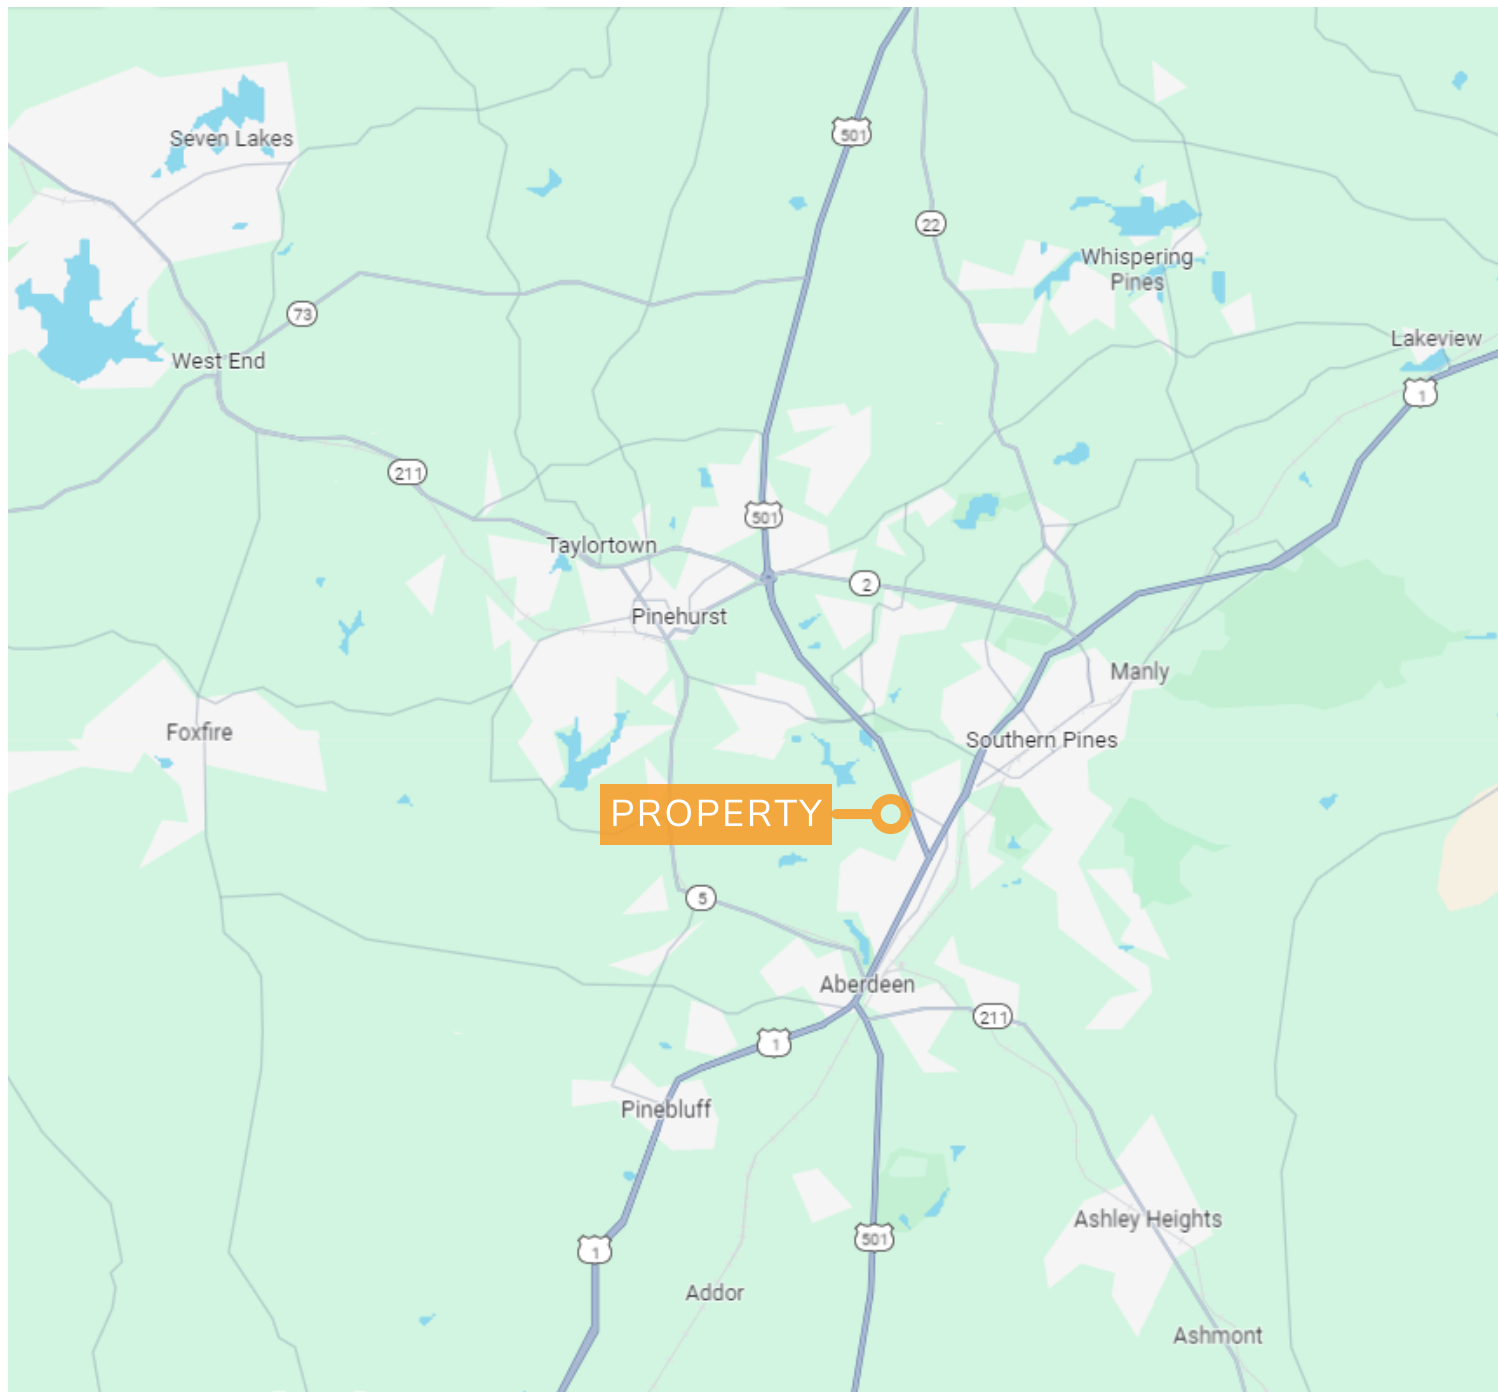 501
Seven Lakes
22
Whispering
Pines
73
Lakeview
West End
1
211
501
Taylortown
2
Pinehurst
Manly
Foxfire
Southern Pines
PROPERTY
5
Aberdeen
211
1
Pinebluff
Ashley Heights
501
1
Addor
Ashmont